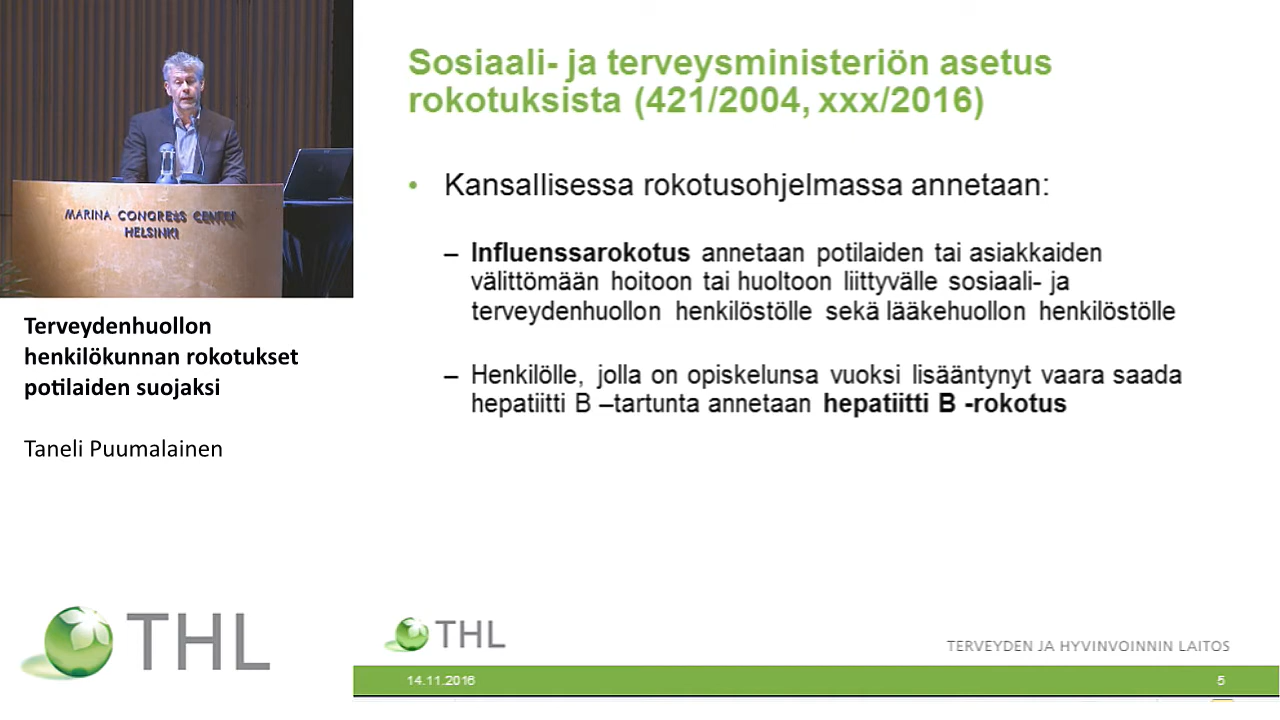 MARINA CONGRESS CENTER
HELSINKI
Terveydenhuollon
henkilökunnan rokotukset
potilaiden suojaksi
Taneli Puumalainen
THL
Sosiaali- ja terveysministeriön asetus
rokotuksista (421/2004, xxx/2016)
• Kansallisessa rokotusohjelmassa annetaan:
– Influenssarokotus annetaan potilaiden tai asiakkaiden
välittömään hoitoon tai huoltoon liittyvälle sosiaali- ja
terveydenhuollon henkilöstölle sekä lääkehuollon henkilöstölle
– Henkilölle, jolla on opiskelunsa vuoksi lisääntynyt vaara saada
hepatiitti B –tartunta annetaan hepatiitti B -rokotus
THL
TERVEYDEN JA HYVINVOINNIN LAITOS
14.11.2016
5